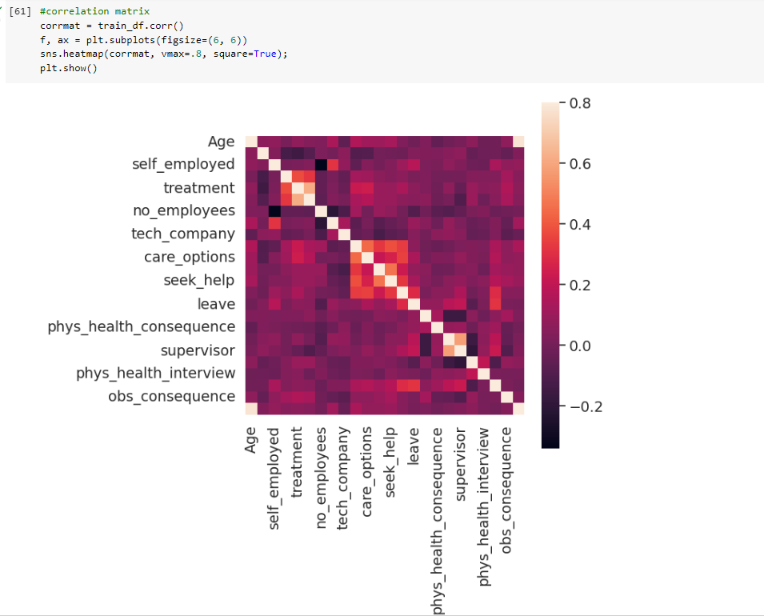 [61] #correlation matrix
corrmat = train_df.corr()
f, ax = plt.subplots(figsize=(6, 6))
sns.heatmap(corrmat, vmax=.8, square=True);
plt.show()
Age
self_employed
treatment
no_employees
tech_company
care_options
seek_help
leave
phys_health_consequence
supervisor
phys_health_interview
obs_consequence
0.8
0.6
0.4
0.2
0.0
−0.2
Age
self_employed
treatment
no_employees
tech_company
care_options
seek_help
leave
phys_health_consequence
supervisor
phys_health_interview
obs_consequence